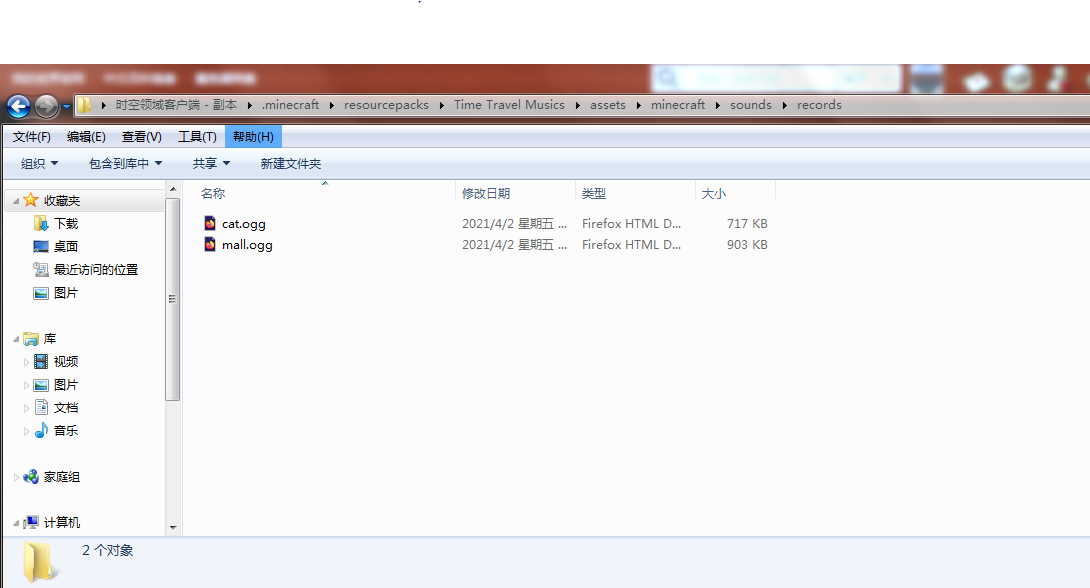 时空领域客户端 - 副本 .minecraft resourcepacks Time Travel Musics assets minecraft sounds records
文件(F) 编辑(E) 查看(V) 工具(T) 帮助(H)
组织 包含到库中 共享 新建文件夹
收藏夹
下载
桌面
最近访问的位置
图片
库
视频
图片
文档
音乐
家庭组
计算机
名称 修改日期 类型 大小
cat.ogg 2021/4/2 星期五 ... Firefox HTML D... 717 KB
mall.ogg 2021/4/2 星期五 ... Firefox HTML D... 903 KB
2 个对象